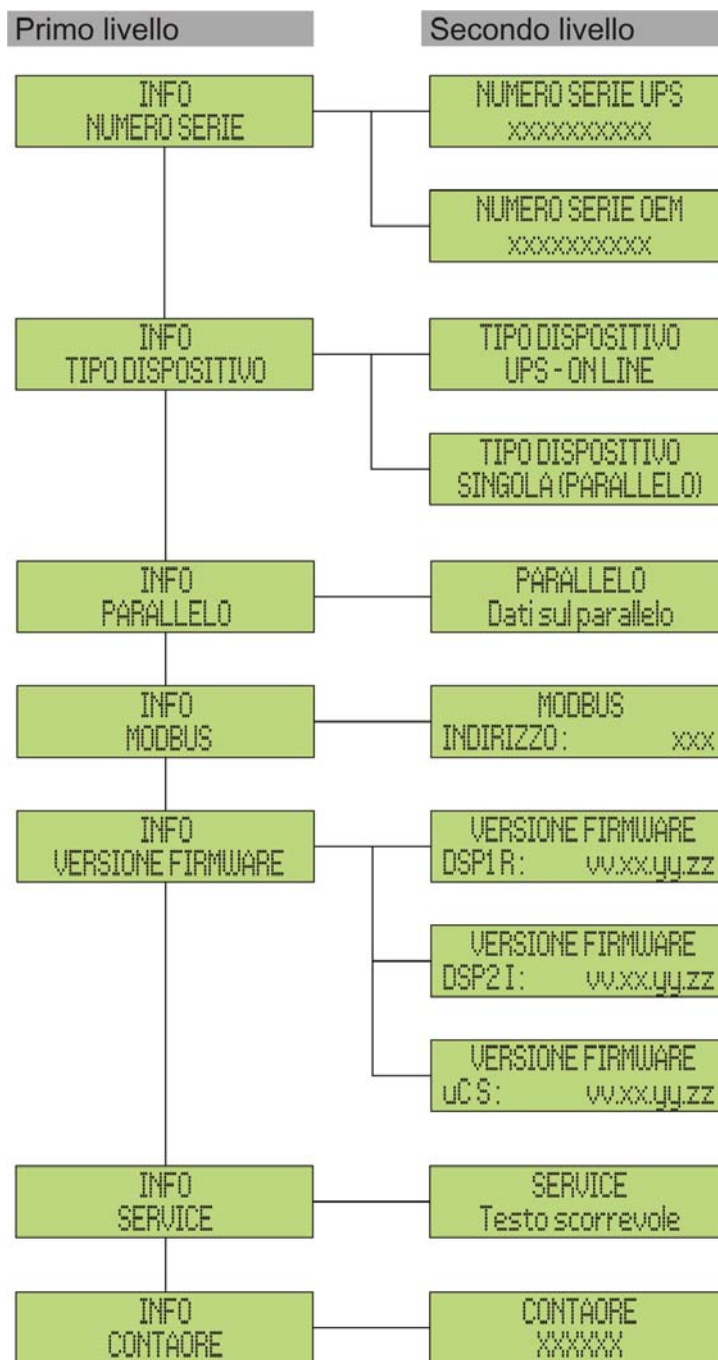 Primo livello
Secondo livello
INFO
NUMERO SERIE
NUMERO SERIE UPS
xxxxxxxxxx
NUMERO SERIE OEM
xxxxxxxxxx
INFO
TIPO DISPOSITIVO
TIPO DISPOSITIVO
UPS - ON LINE
TIPO DISPOSITIVO
SINGOLA (PARALLELO)
INFO
PARALLELO
PARALLELO
Dati sul parallelo
INFO
MODBUS
MODBUS
INDIRIZZO: xxx
INFO
VERSIONE FIRMWARE
VERSIONE FIRMWARE
DSP1 R: vv.xx.yy.zz
VERSIONE FIRMWARE
DSP2 I: vv.xx.yy.zz
VERSIONE FIRMWARE
uC S: vv.xx.yy.zz
INFO
SERVICE
SERVICE
Testo scorrevole
INFO
CONTAORE
CONTAORE
XXXXXX